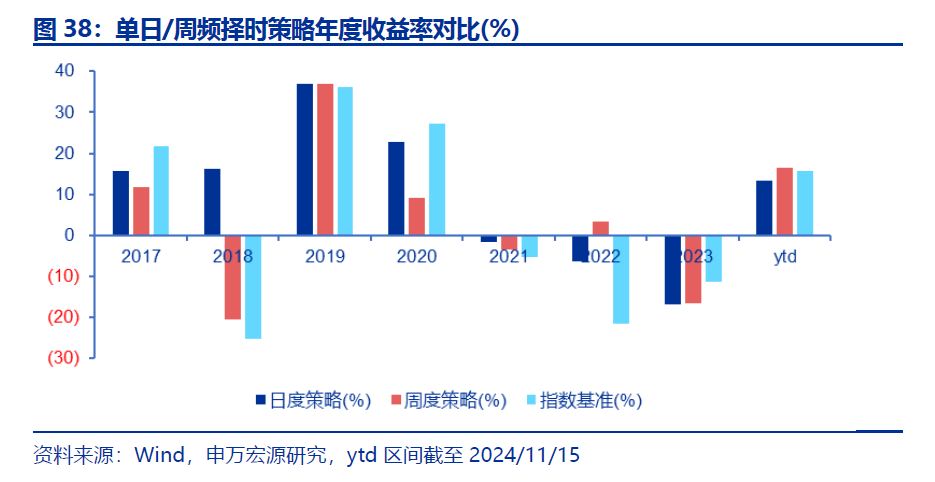 图 38：单日/周频择时策略年度收益率对比(%)
40
30
20
10
0
(10)
(20)
(30)
2017 2018 2019 2020 2021 2022 2023 ytd
日度策略(%) 周度策略(%) 指数基准(%)
资料来源：Wind，申万宏源研究，ytd 区间截至 2024/11/15